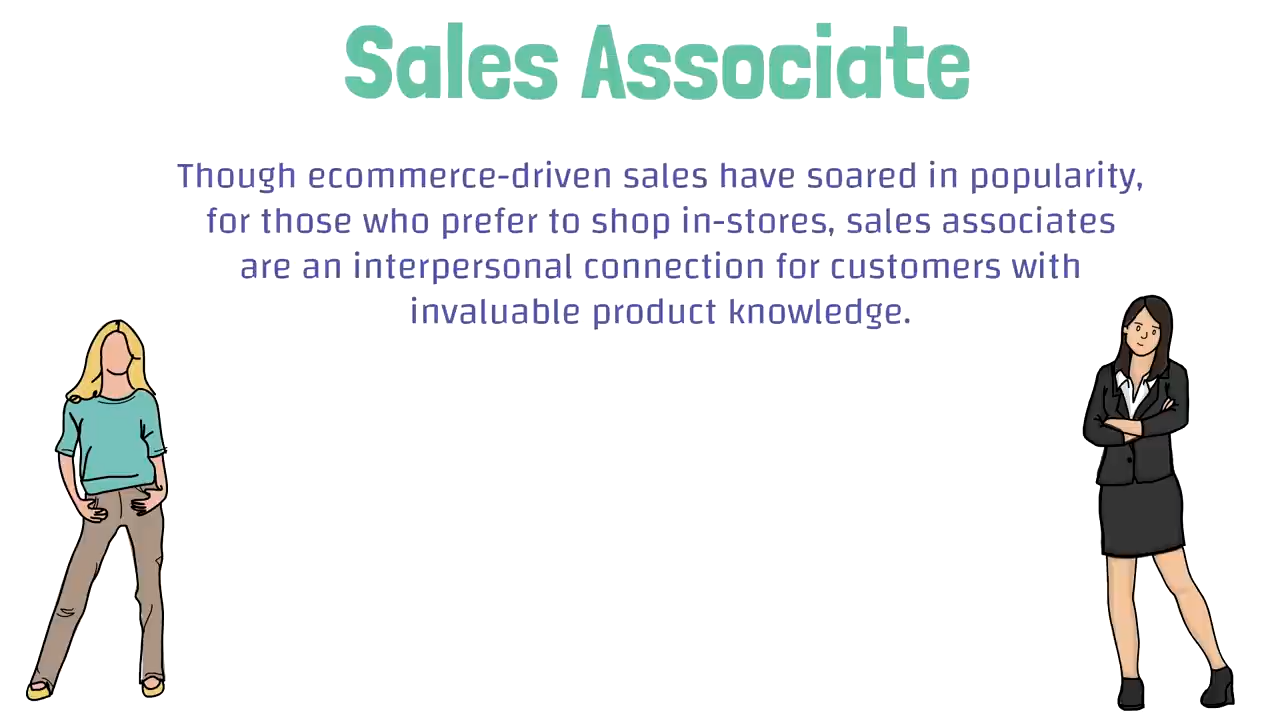 Sales Associate
Though ecommerce-driven sales have soared in popularity,
for those who prefer to shop in-stores, sales associates
are an interpersonal connection for customers with
invaluable product knowledge.